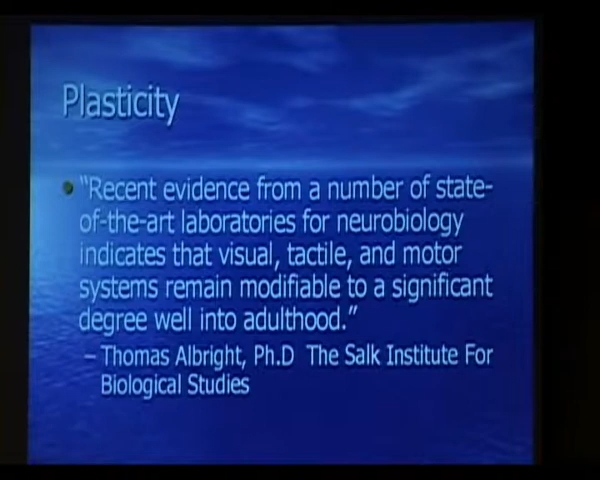 Plasticity
“Recent evidence from a number of state-
of-the-art laboratories for neurobiology
indicates that visual, tactile, and motor
systems remain modifiable to a significant
degree well into adulthood.”
– Thomas Albright, Ph.D  The Salk Institute For
Biological Studies